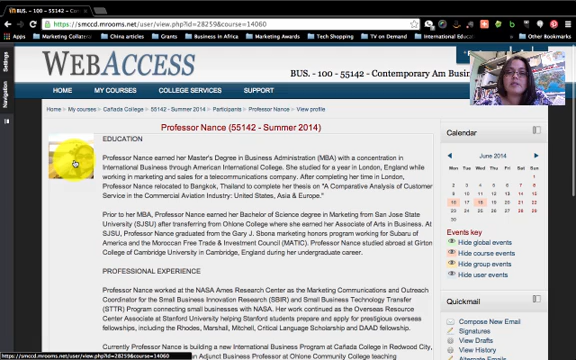 BUS. - 100 - 55142 - Cont
https://smccd.mrooms.net/user/view.php?id=28259&course=14060
Apps
Marketing Collater
China articles
Grants
Business in Africa
Marketing Awards
Tech Shopping
TV on Demand
International Educ
Other Bookmarks
Settings
Navigation
WEBACCESS
BUS. - 100 - 55142 - Contemporary Am Busin
HOME
MY COURSES
COLLEGE SERVICES
SUPPORT
Home
My courses
Cañada College
55142 - Summer 2014
Participants
Professor Nance
View profile
Professor Nance (55142 - Summer 2014)
EDUCATION
Professor Nance earned her Master's Degree in Business Administration (MBA) with a concentration in
International Business through American International College. She studied for a year in London, England while
working in marketing and sales for a telecommunications company. After completing her time in London,
Professor Nance relocated to Bangkok, Thailand to complete her thesis on "A Comparative Analysis of Customer
Service in the Commercial Aviation Industry: United States, Asia & Europe."
Prior to her MBA, Professor Nance earned her Bachelor of Science degree in Marketing from San Jose State
University (SJSU) after transferring from Ohlone College where she earned her Associate of Arts in Business. At
SJSU, Professor Nance graduated from the Gary J. Sbona marketing honors program working for Subaru of
America and the Moroccan Free Trade & Investment Council (MATIC). Professor Nance studied abroad at Girton
College of Cambridge University in Cambridge, England during her undergraduate career.
PROFESSIONAL EXPERIENCE
Professor Nance worked at the NASA Ames Research Center as the Marketing Communications and Outreach
Coordinator for the Small Business Innovation Research (SBIR) and Small Business Technology Transfer
(STTR) Program connecting small businesses with NASA. Her work continued as the Overseas Resource
Center Associate at Stanford University helping Stanford students prepare and apply for prestigious overseas
fellowships, including the Rhodes, Marshall, Mitchell, Critical Language Scholarship and DAAD fellowship.
Currently Professor Nance is building a new International Business Program at Cañada College in Redwood City,
Adjunct Business Professor at Ohlone Community College teaching
https://smccd.mrooms.net/user/view.php?id=28259&course=14060
Calendar
June 2014
Sun Mon Tue Wed Thu Fri Sat
1
2 3 4 5 6 7 8
9 10 11 12 13 14 15
16 17 18 19 20 21 22
23 24 25 26 27 28 29
30
Events key
Hide global events
Hide course events
Hide group events
Hide user events
Quickmail
Compose New Email
Signatures
View Drafts
View History
Alternate Emails